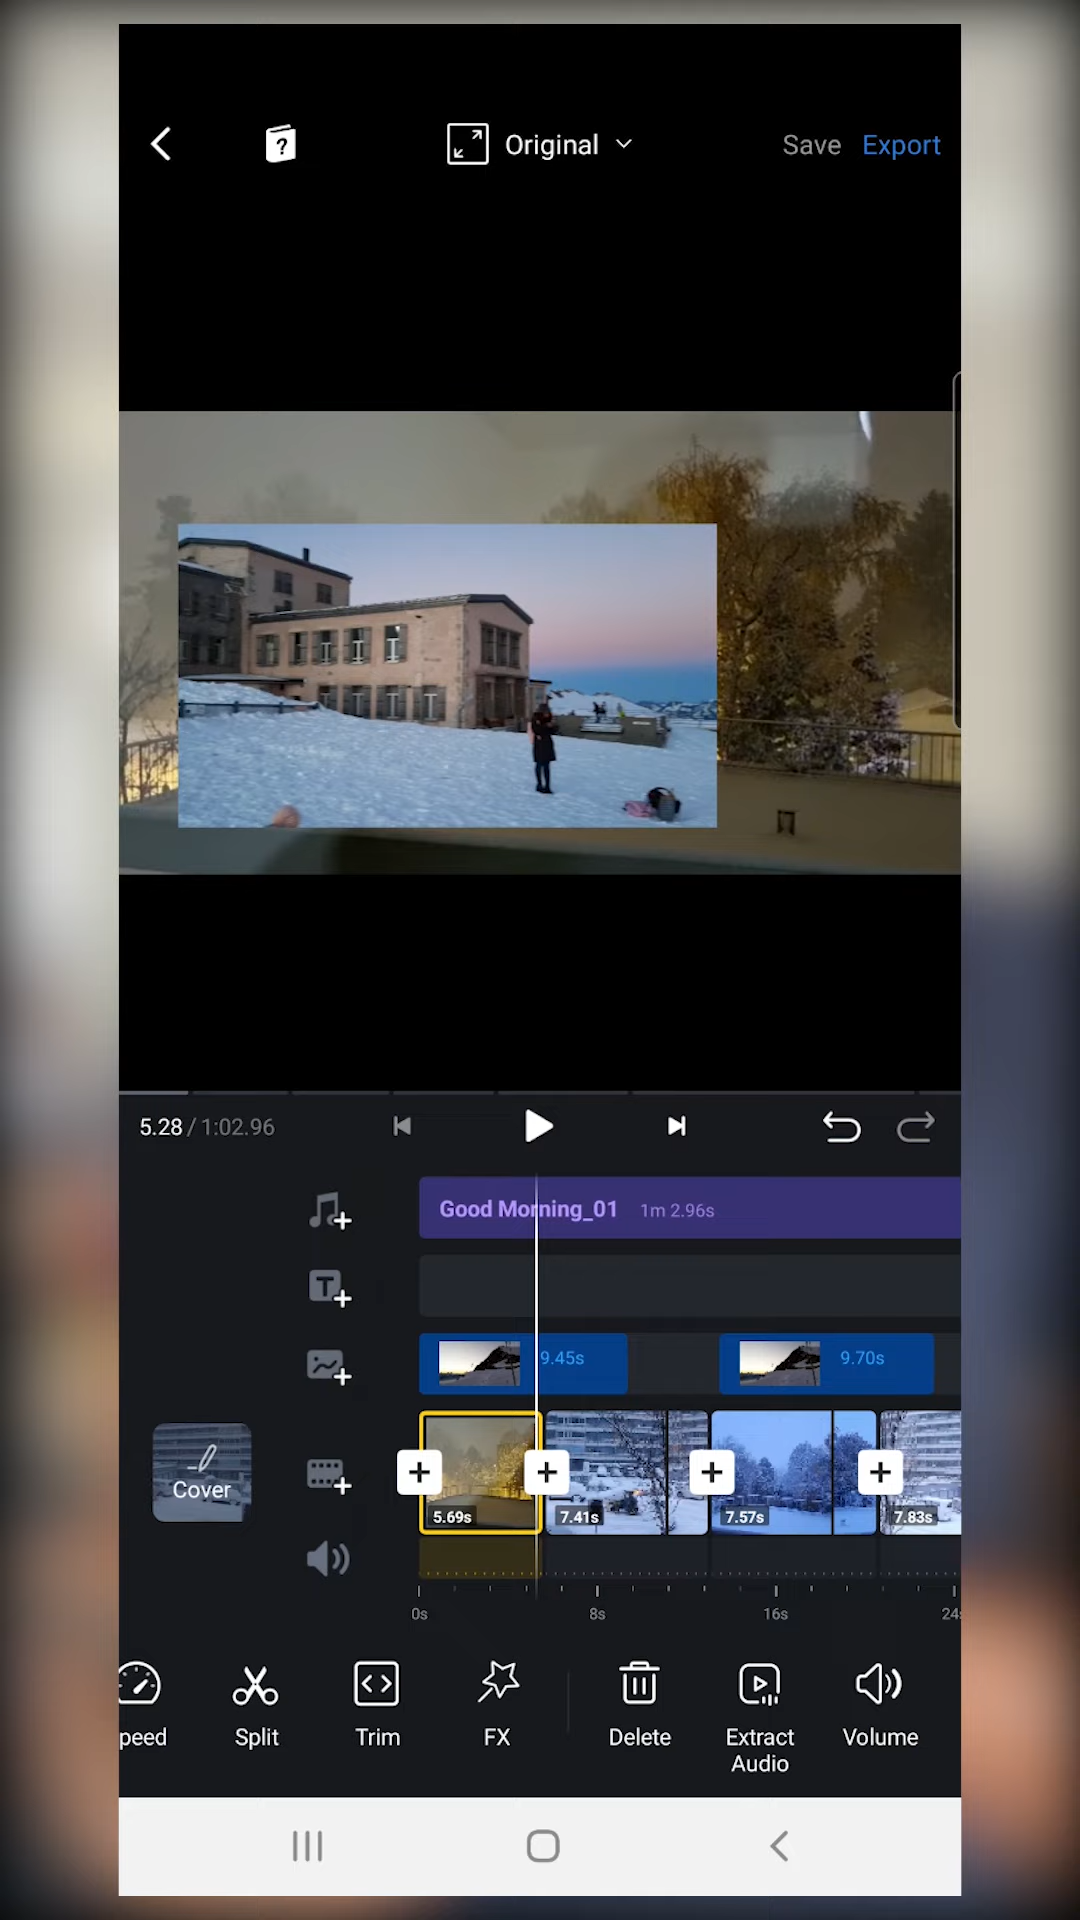 Original
Save Export
5.28 / 1:02.96
Good Morning_01 1m 2.96s
T
9.45s 9.70s
Cover
5.69s 7.41s 7.57s 7.83s
0s 8s 16s 24s
peed Split Trim FX Delete Extract Audio Volume